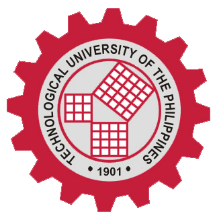 TECHNOLOGICAL UNIVERSITY OF THE PHILIPPINES
• 1901 •